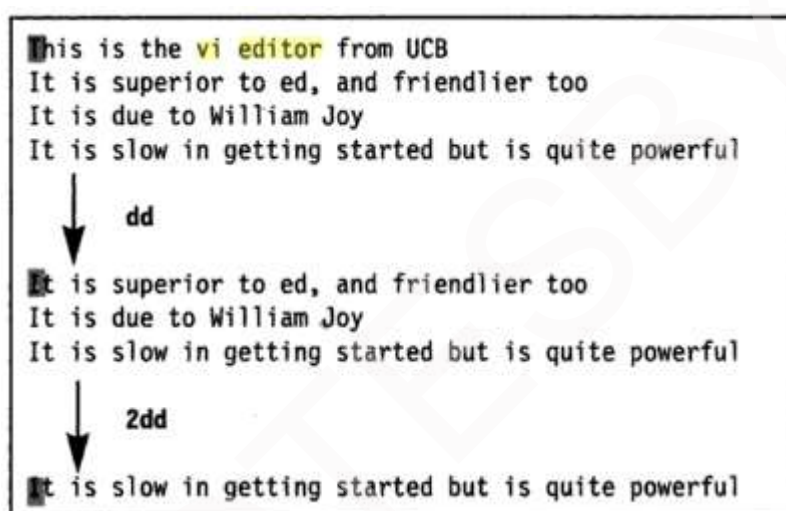 This is the vi editor from UCB
It is superior to ed, and friendlier too
It is due to William Joy
It is slow in getting started but is quite powerful
dd
It is superior to ed, and friendlier too
It is due to William Joy
It is slow in getting started but is quite powerful
2dd
It is slow in getting started but is quite powerful